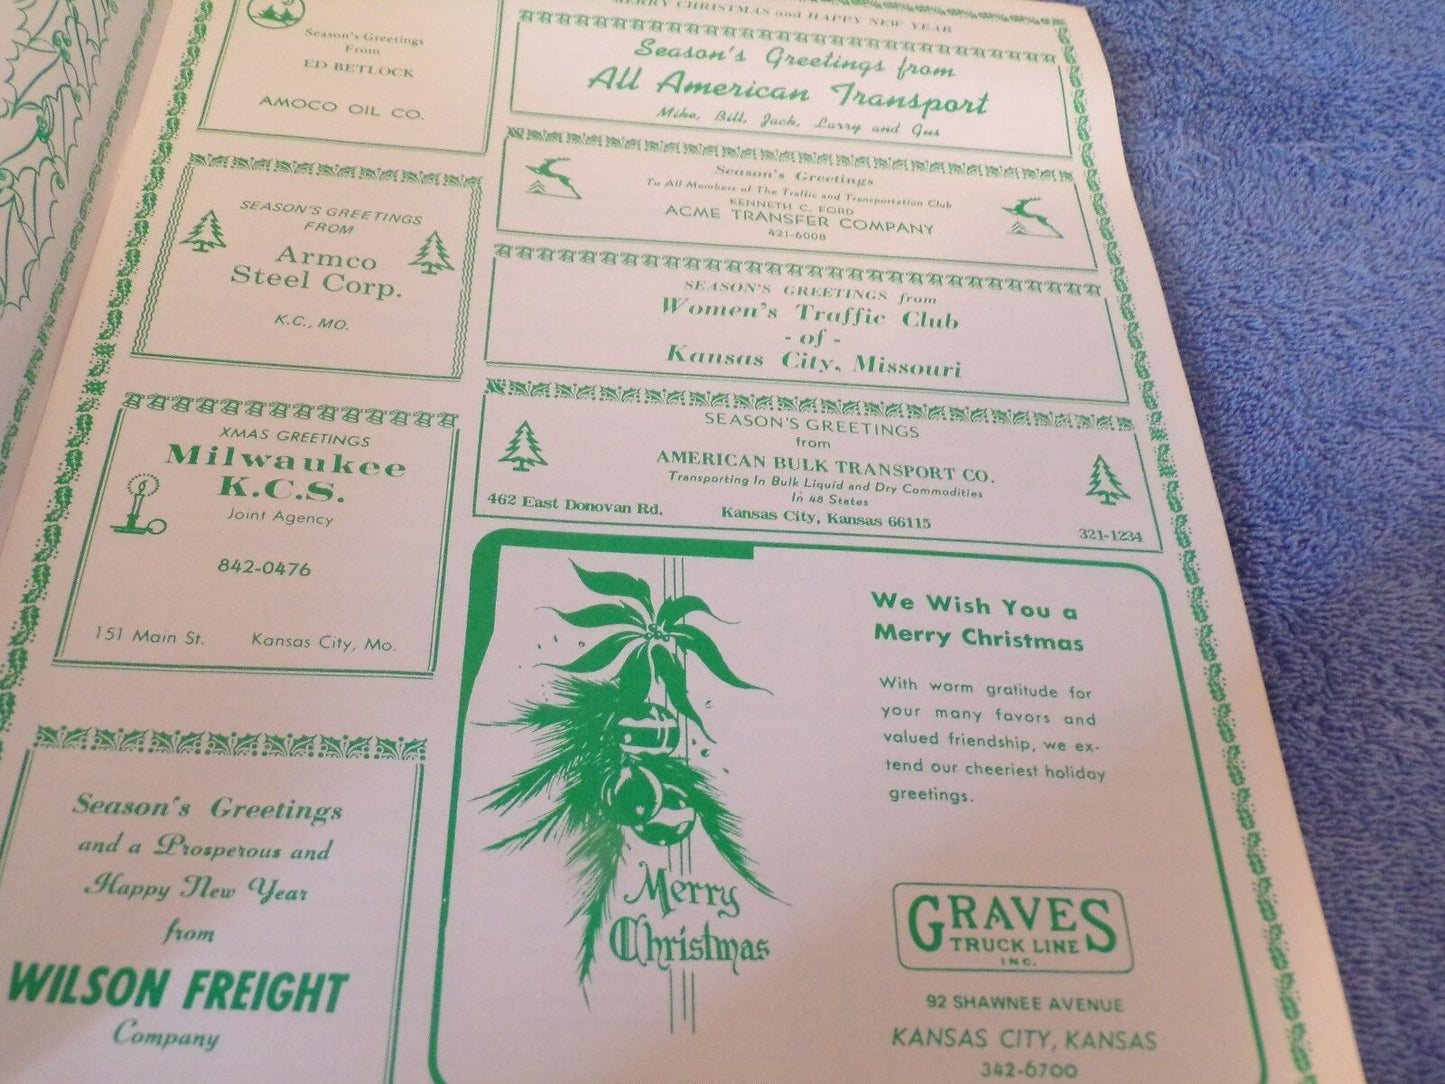 Season's Greetings
From
ED BETLOCK
AMOCO OIL CO.
SEASON'S GREETINGS
FROM
Armco
Steel Corp.
K.C., MO.
XMAS GREETINGS
Milwaukee
K.C.S.
Joint Agency
842-0476
151 Main St. Kansas City, Mo.
Season's Greetings
and a Prosperous and
Happy New Year
from
WILSON FREIGHT
Company
MERRY CHRISTMAS and HAPPY NEW YEAR
Season's Greetings from
All American Transport
Mike, Bill, Jack, Larry and Gus
Season's Greetings
To All Members of The Traffic and Transportation Club
KENNETH C. FORD
ACME TRANSFER COMPANY
421-6008
SEASON'S GREETINGS from
Women's Traffic Club
- of -
Kansas City, Missouri
SEASON'S GREETINGS
from
AMERICAN BULK TRANSPORT CO.
Transporting In Bulk Liquid and Dry Commodities
In 48 States
462 East Donovan Rd. Kansas City, Kansas 66115 321-1234
We Wish You a
Merry Christmas
With warm gratitude for
your many favors and
valued friendship, we ex-
tend our cheeriest holiday
greetings.
Merry
Christmas
GRAVES
TRUCK LINE
INC.
92 SHAWNEE AVENUE
KANSAS CITY, KANSAS
342-6700